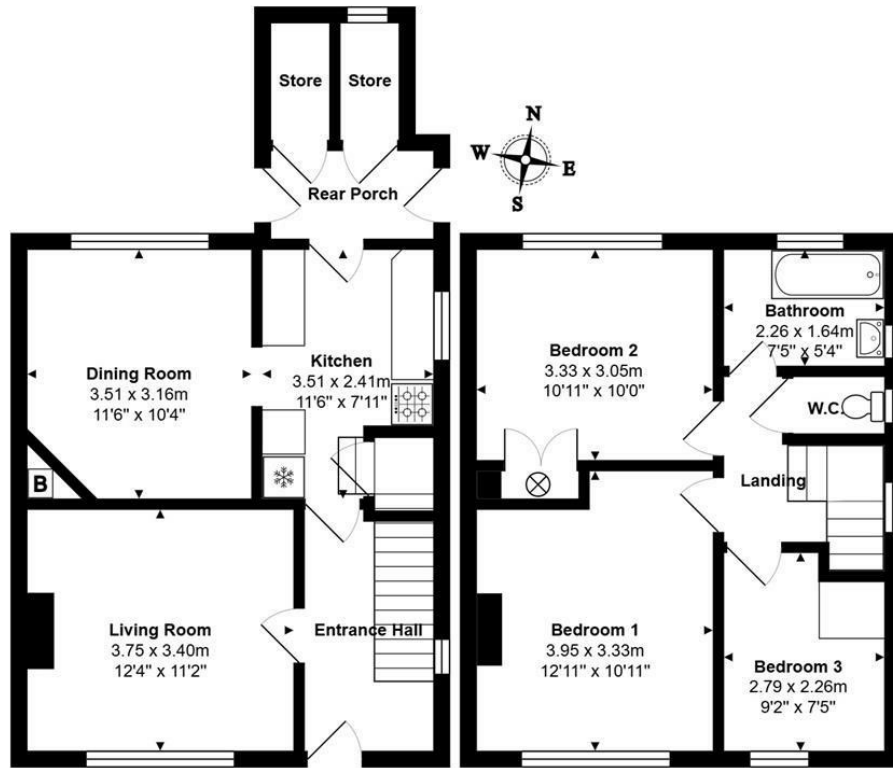 Store
Store
N
W
E
S
Rear Porch
Dining Room
3.51 x 3.16m
11'6" x 10'4"
Kitchen
3.51 x 2.41m
11'6" x 7'11"
B
Living Room
3.75 x 3.40m
12'4" x 11'2"
Entrance Hall
Bedroom 2
3.33 x 3.05m
10'11" x 10'0"
Bathroom
2.26 x 1.64m
7'5" x 5'4"
W.C.
Landing
Bedroom 1
3.95 x 3.33m
12'11" x 10'11"
Bedroom 3
2.79 x 2.26m
9'2" x 7'5"